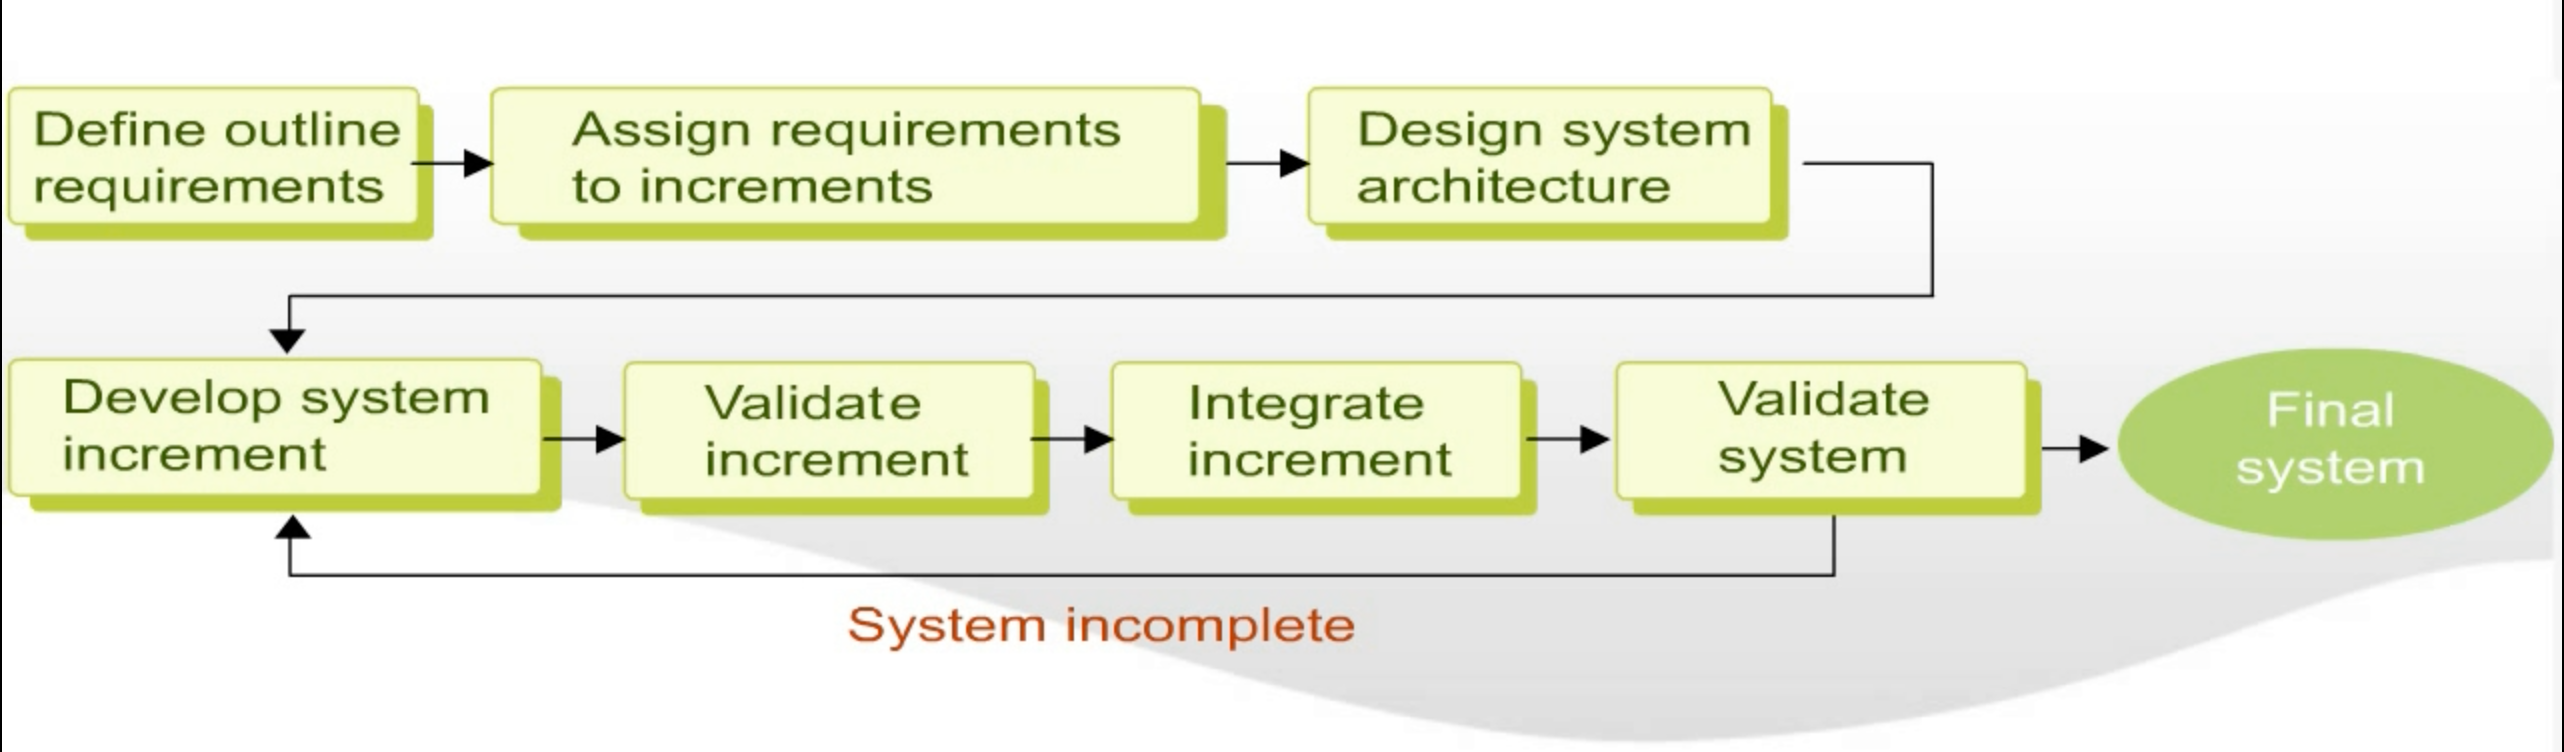 Define outline
requirements
Assign requirements
to increments
Design system
architecture
Develop system
increment
Validate
increment
Integrate
increment
Validate
system
Final
system
System incomplete